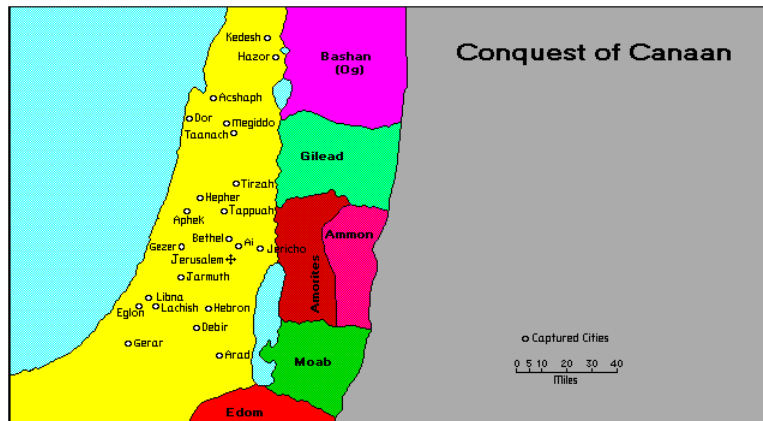 Conquest of Canaan
Kedesh
Hazor
Bashan
(Og)
Acshaph
Dor
Megiddo
Taanach
Gilead
Tirzah
Hepher
Aphek
Tappuah
Ammon
Bethel
Gezer
Ai
Jericho
Jerusalem
Jarmuth
Amorites
Libna
Eglon
Lachish
Hebron
Debir
Gerar
Arad
Moab
Edom
Captured Cities
0 5 10 20 30 40
Miles